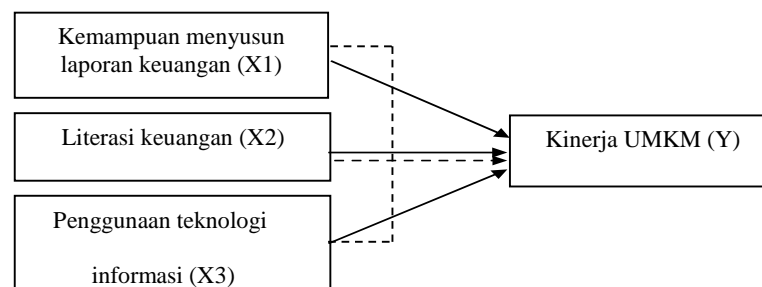 Kemampuan menyusun
laporan keuangan (X1)
Literasi keuangan (X2)
Kinerja UMKM (Y)
Penggunaan teknologi
informasi (X3)